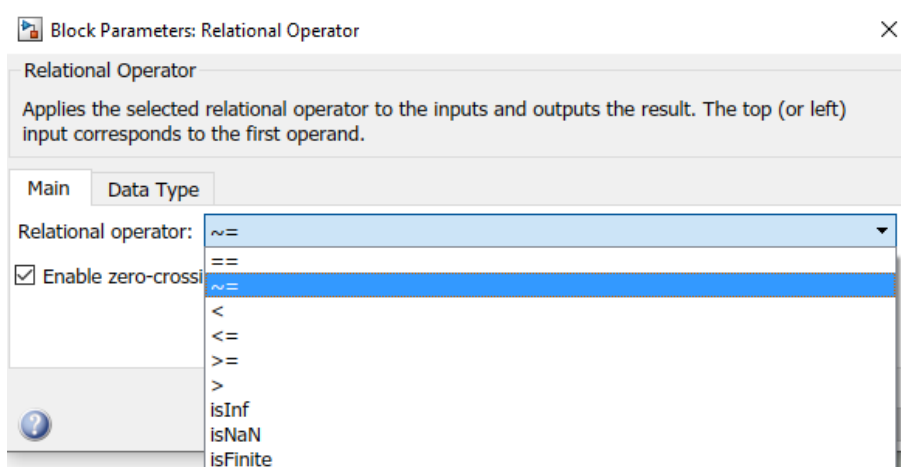 Block Parameters: Relational Operator
Relational Operator
Applies the selected relational operator to the inputs and outputs the result. The top (or left)
input corresponds to the first operand.
Main Data Type
Relational operator: ~=
==
Enable zero-crossi
~=
<
<=
>=
>
isInf
isNaN
isFinite